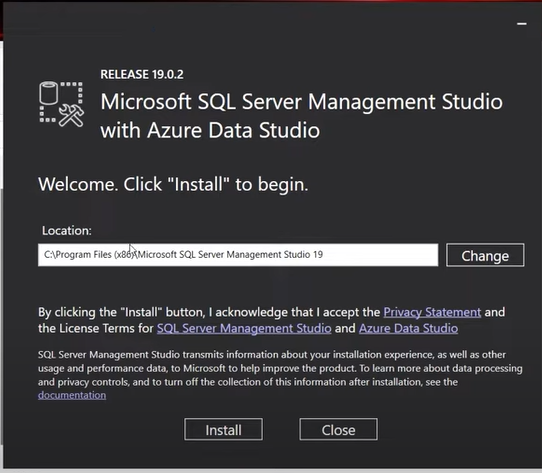 RELEASE 19.0.2
Microsoft SQL Server Management Studio
with Azure Data Studio
Welcome. Click "Install" to begin.
Location:
C:\Program Files (x86)\Microsoft SQL Server Management Studio 19
Change
By clicking the "Install" button, I acknowledge that I accept the Privacy Statement and
the License Terms for SQL Server Management Studio and Azure Data Studio
SQL Server Management Studio transmits information about your installation experience, as well as other
usage and performance data, to Microsoft to help improve the product. To learn more about data processing
and privacy controls, and to turn off the collection of this information after installation, see the
documentation
Install
Close